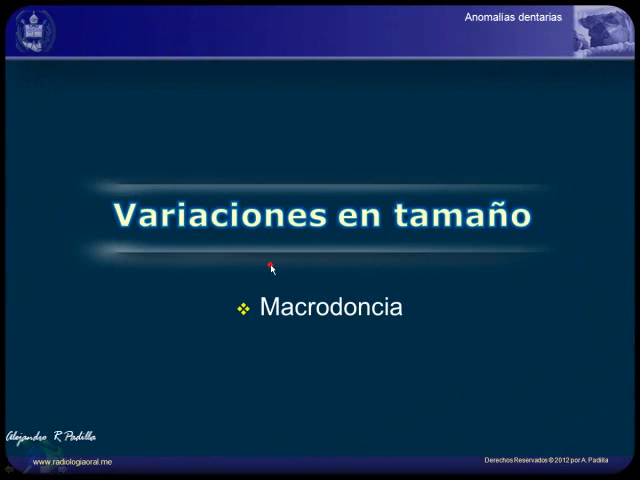 Anomalías dentarias
Variaciones en tamaño
Macrodoncia
Alejandro R Padilla
www.radiologiaoral.me
Derechos Reservados © 2012 por A. Padilla